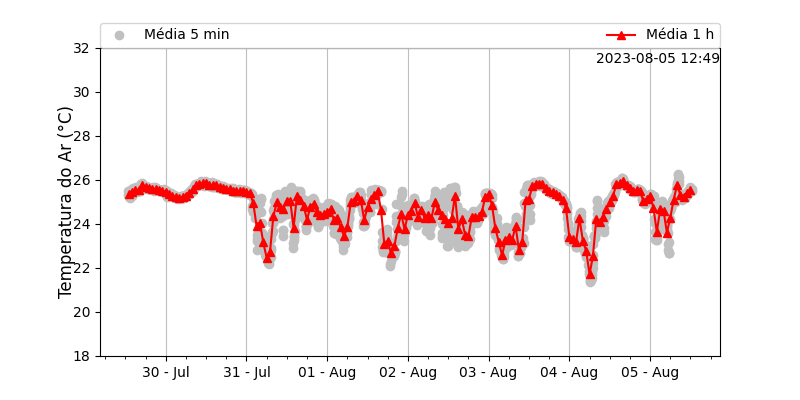 Média 5 min
Média 1 h
2023-08-05 12:49
Temperatura do Ar (°C)
32
30
28
26
24
22
20
18
30 - Jul
31 - Jul
01 - Aug
02 - Aug
03 - Aug
04 - Aug
05 - Aug